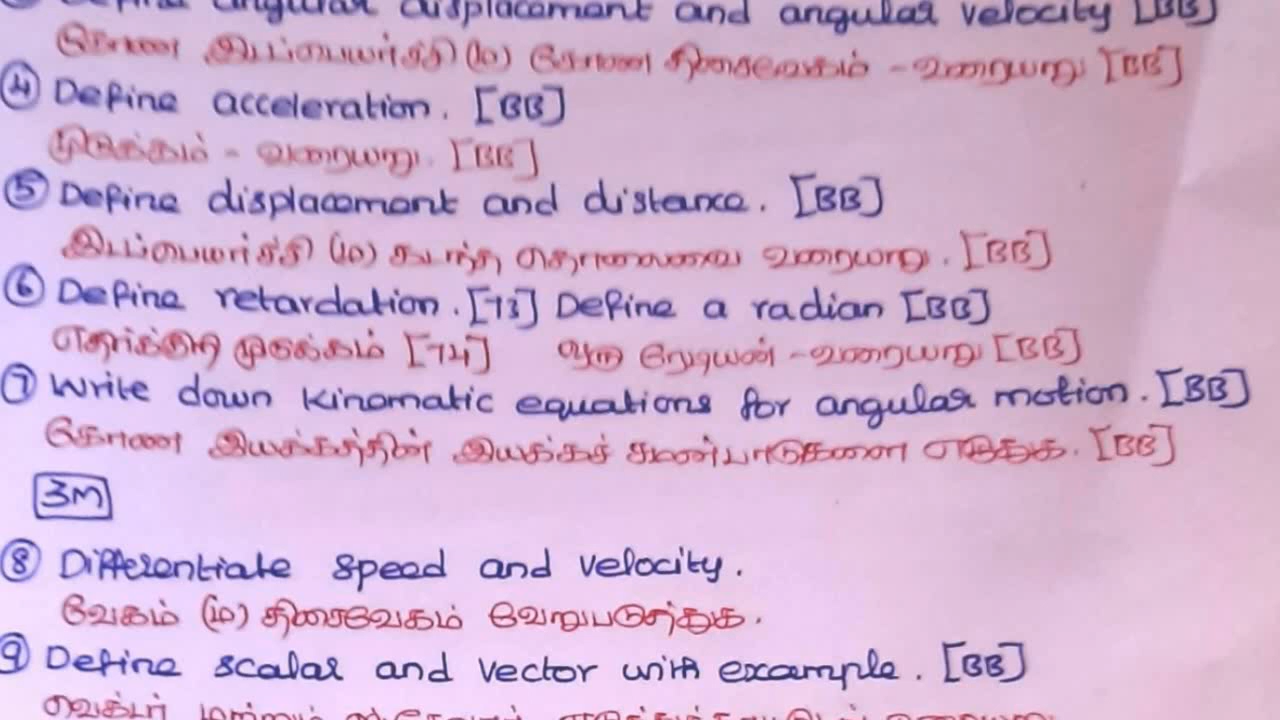 Define angular displacement and angular velocity [BB]
கோண இடப்பெயர்ச்சி (ம) கோண திசைவேகம் - வரையறு [BB]
④ Define acceleration. [BB]
முடுக்கம் - வரையறு. [BB]
⑤ Define displacement and distance. [BB]
இடப்பெயர்ச்சி (ம) கடந்த தொலைவை வரையறு. [BB]
⑥ Define retardation. [73] Define a radian [BB]
எதிர்க்குறி முடுக்கம் [74] ஒரு ரேடியன் - வரையறு [BB]
⑦ Write down kinematic equations for angular motion. [BB]
கோண இயக்கத்தின் இயக்கச் சமன்பாடுகளை எழுதுக. [BB]
3M
⑧ Differentiate speed and velocity.
வேகம் (ம) திசைவேகம் வேறுபடுத்துக.
⑨ Define scalar and vector with example. [BB]
வெக்டர் மற்றும்